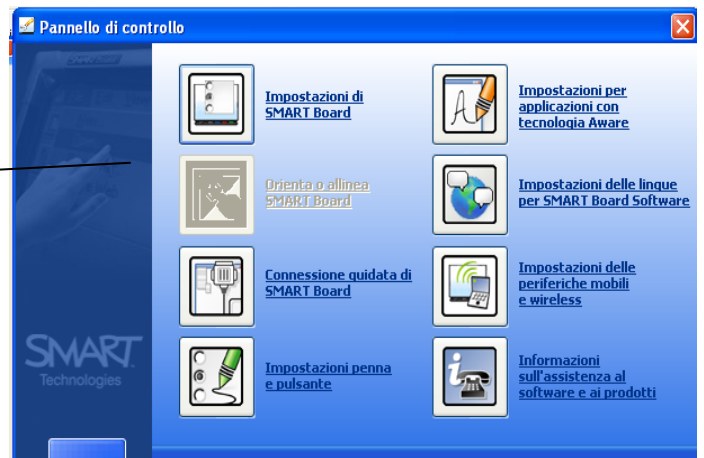 Pannello di controllo
Impostazioni di
SMART Board
Impostazioni per
applicazioni con
tecnologia Aware
Orienta o allinea
SMART Board
Impostazioni delle lingue
per SMART Board Software
Connessione guidata di
SMART Board
Impostazioni delle
periferiche mobili
e wireless
Impostazioni penna
e pulsante
Informazioni
sull'assistenza al
software e ai prodotti
SMART
Technologies